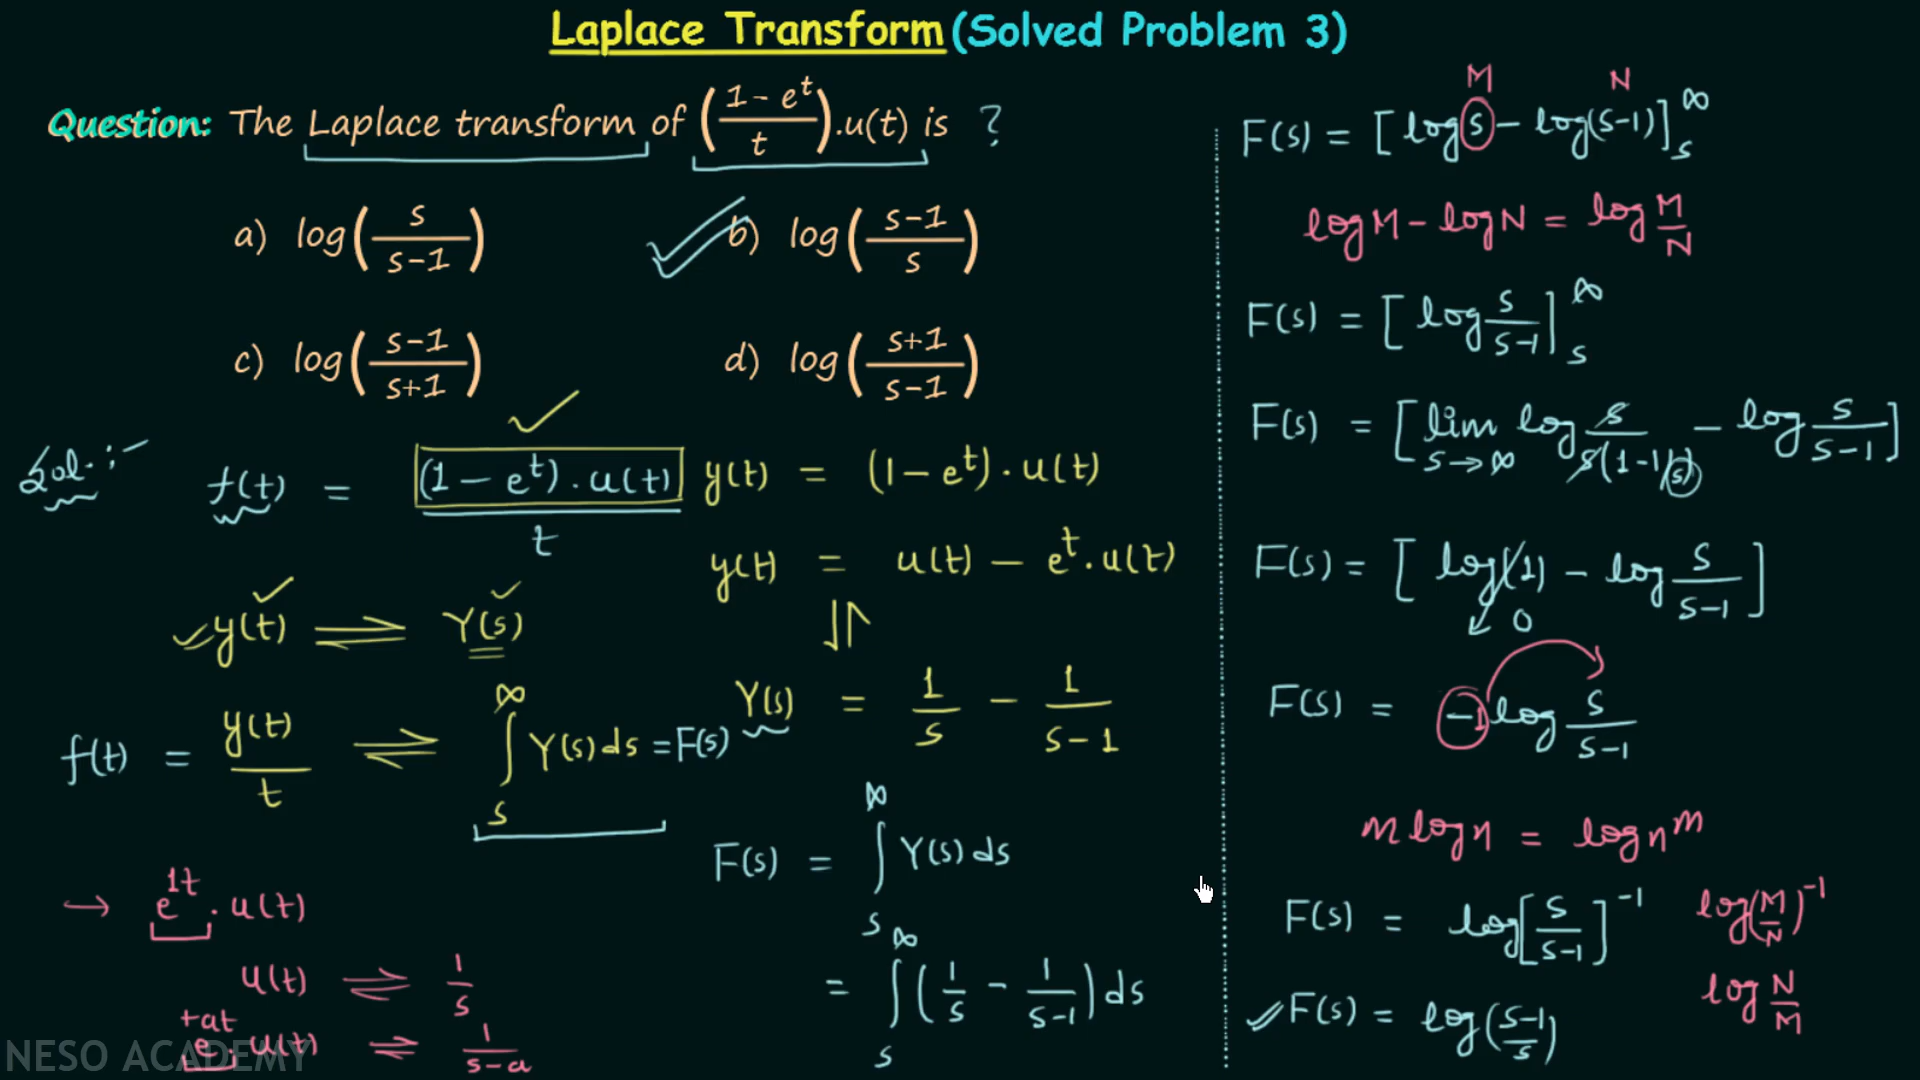 Laplace Transform (Solved Problem 3)
Question: The Laplace transform of ((1 - e^t)/t).u(t) is ?
a) log(s/(s-1))
b) log((s-1)/s)
c) log((s-1)/(s+1))
d) log((s+1)/(s-1))
Sol. :-
f(t) = (1 - e^t) . u(t) / t
y(t) ⇌ Y(s)
f(t) = y(t)/t ⇌ ∫_s^∞ Y(s) ds = F(s)
→ e^1t . u(t)
u(t) ⇌ 1/s
e^+at . u(t) ⇌ 1/(s-a)
NESO ACADEMY
y(t) = (1 - e^t) . u(t)
y(t) = u(t) - e^t . u(t)
Y(s) = 1/s - 1/(s-1)
F(s) = ∫_s^∞ Y(s) ds
= ∫_s^∞ (1/s - 1/(s-1)) ds
M N
F(s) = [log s - log(s-1)]_s^∞
log M - log N = log M/N
F(s) = [log s/(s-1)]_s^∞
F(s) = [lim_s→∞ log s/(s(1-1/s)) - log s/(s-1)]
F(s) = [log(1) - log s/(s-1)]
0
F(s) = -1 log s/(s-1)
m log n = log n^m
F(s) = log[s/(s-1)]^-1
log(M/N)^-1
log N/M
F(s) = log((s-1)/s)